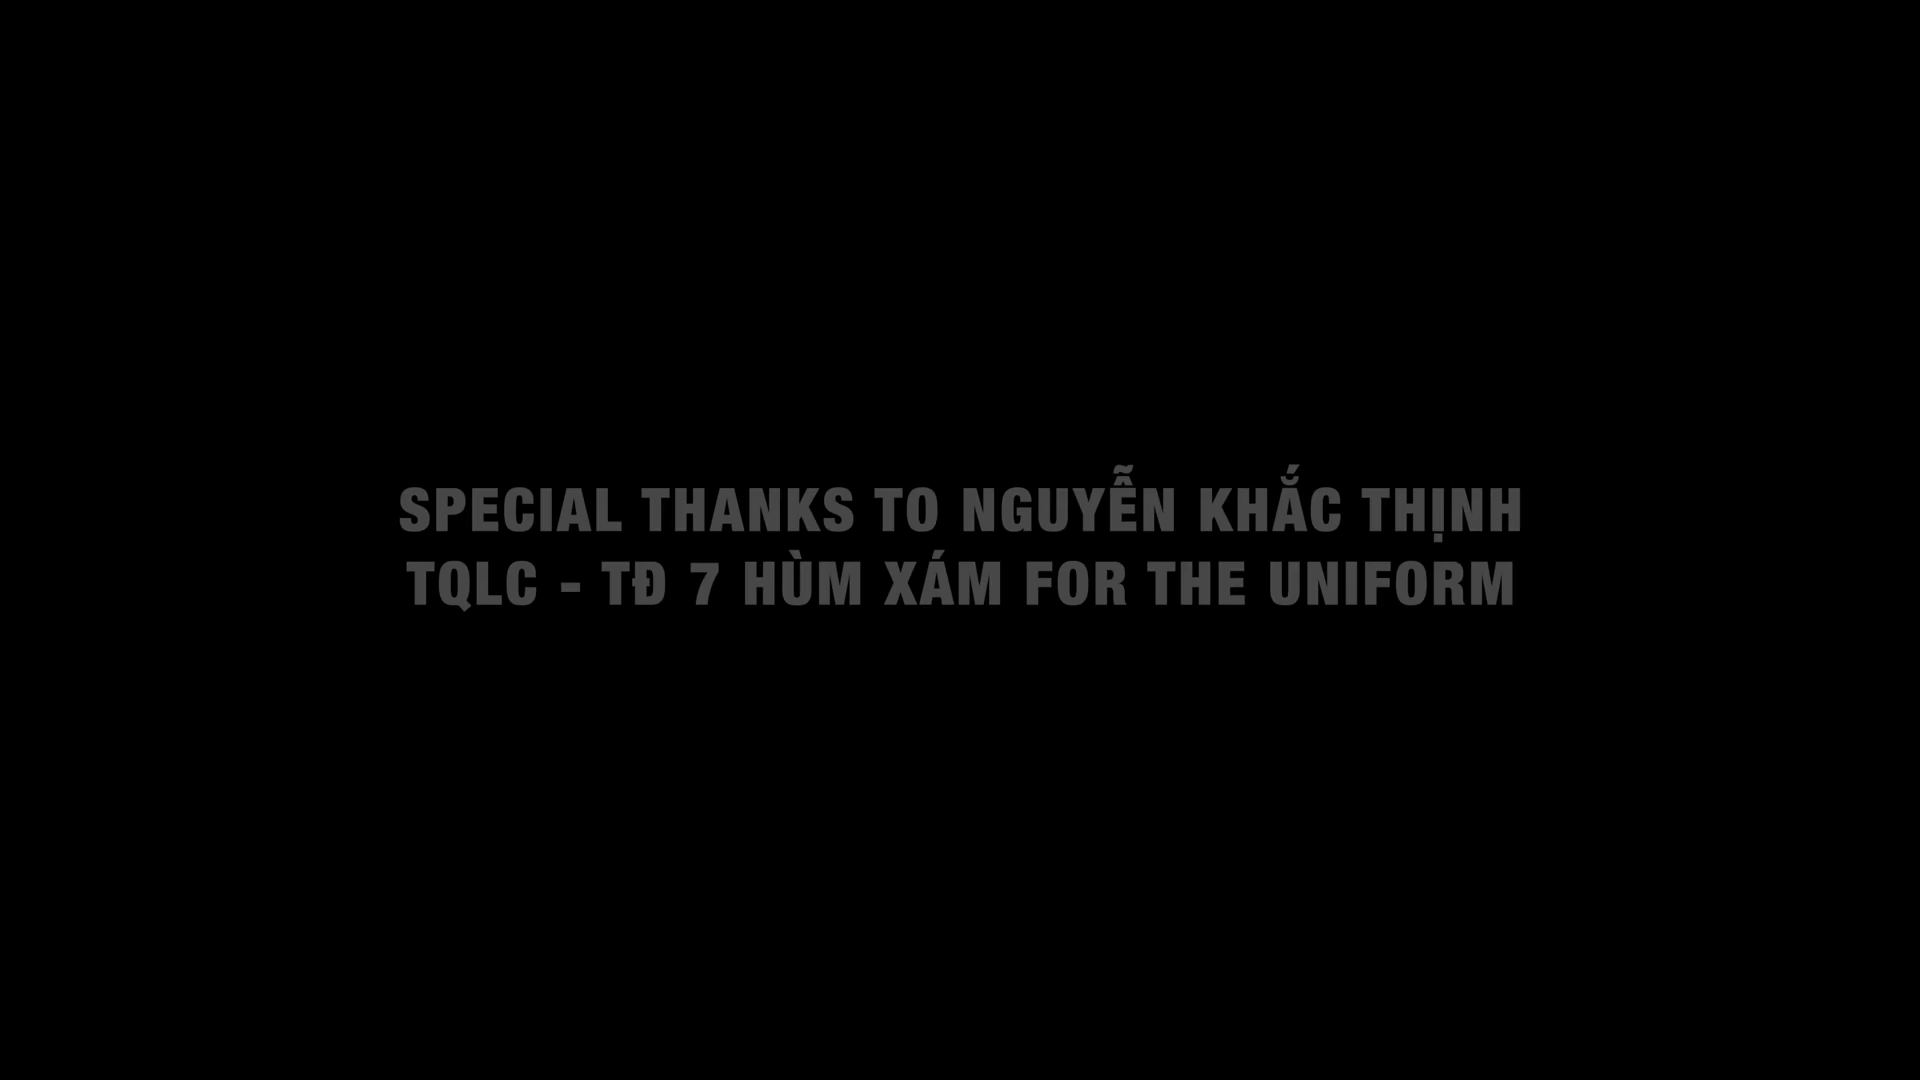 SPECIAL THANKS TO NGUYỄN KHẮC THỊNH
TQLC - TĐ 7 HÙM XÁM FOR THE UNIFORM